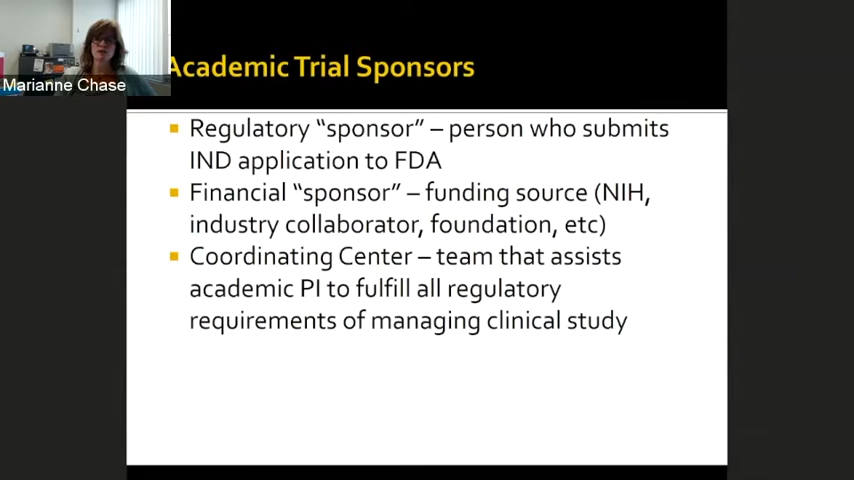 Marianne Chase
Academic Trial Sponsors
Regulatory “sponsor” – person who submits
IND application to FDA
Financial “sponsor” – funding source (NIH,
industry collaborator, foundation, etc)
Coordinating Center – team that assists
academic PI to fulfill all regulatory
requirements of managing clinical study